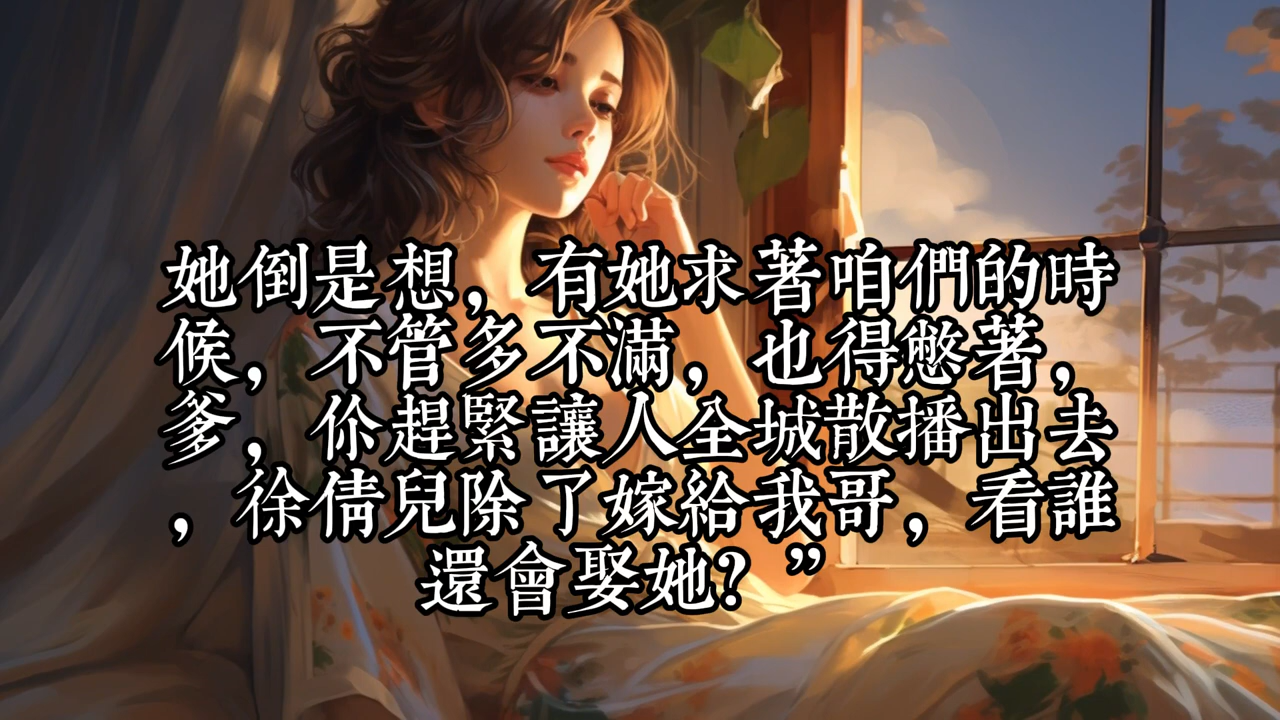 她倒是想，有她求著咱們的時
候，不管多不滿，也得憋著，
爹，你趕緊讓人全城散播出去
，徐倩兒除了嫁給我哥，看誰
還會娶她？”